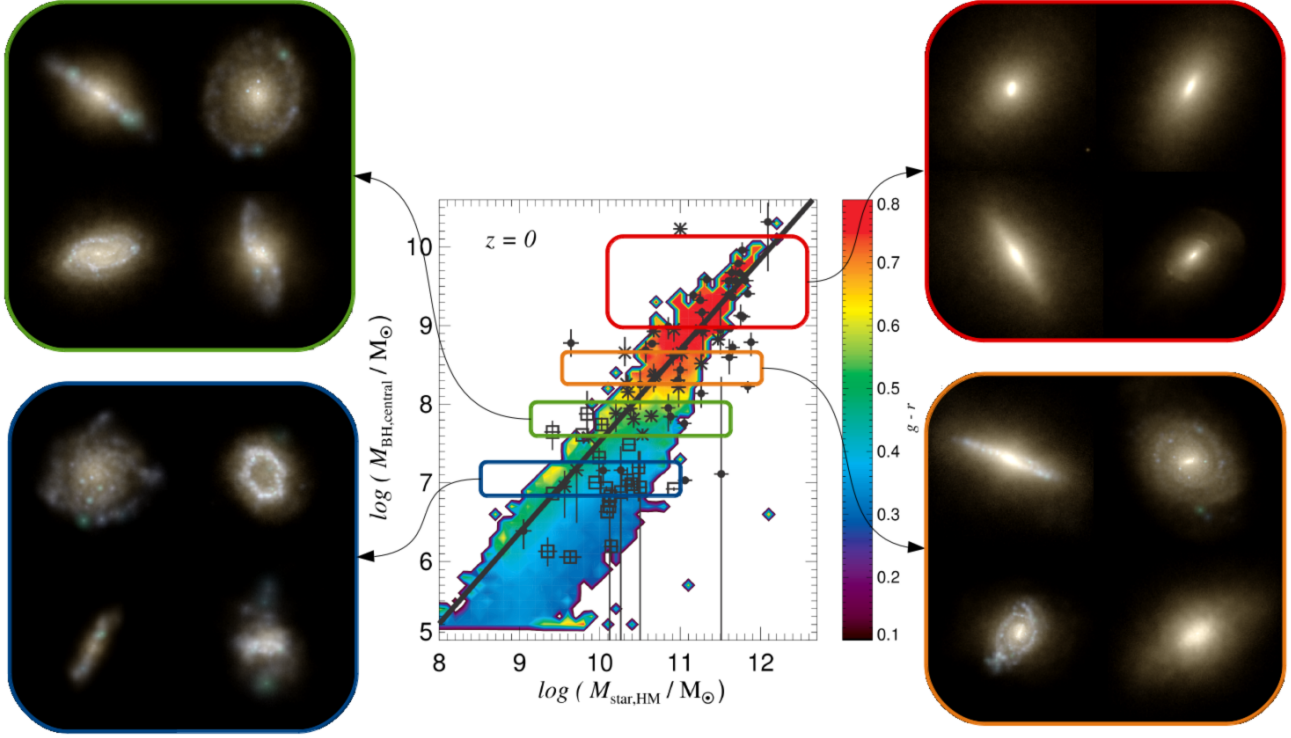 z = 0
10
9
8
7
6
5
log ( M_BH,central / M_⊙ )
8 9 10 11 12
log ( M_star,HM / M_⊙ )
0.8
0.7
0.6
0.5
0.4
0.3
0.2
0.1
g - r